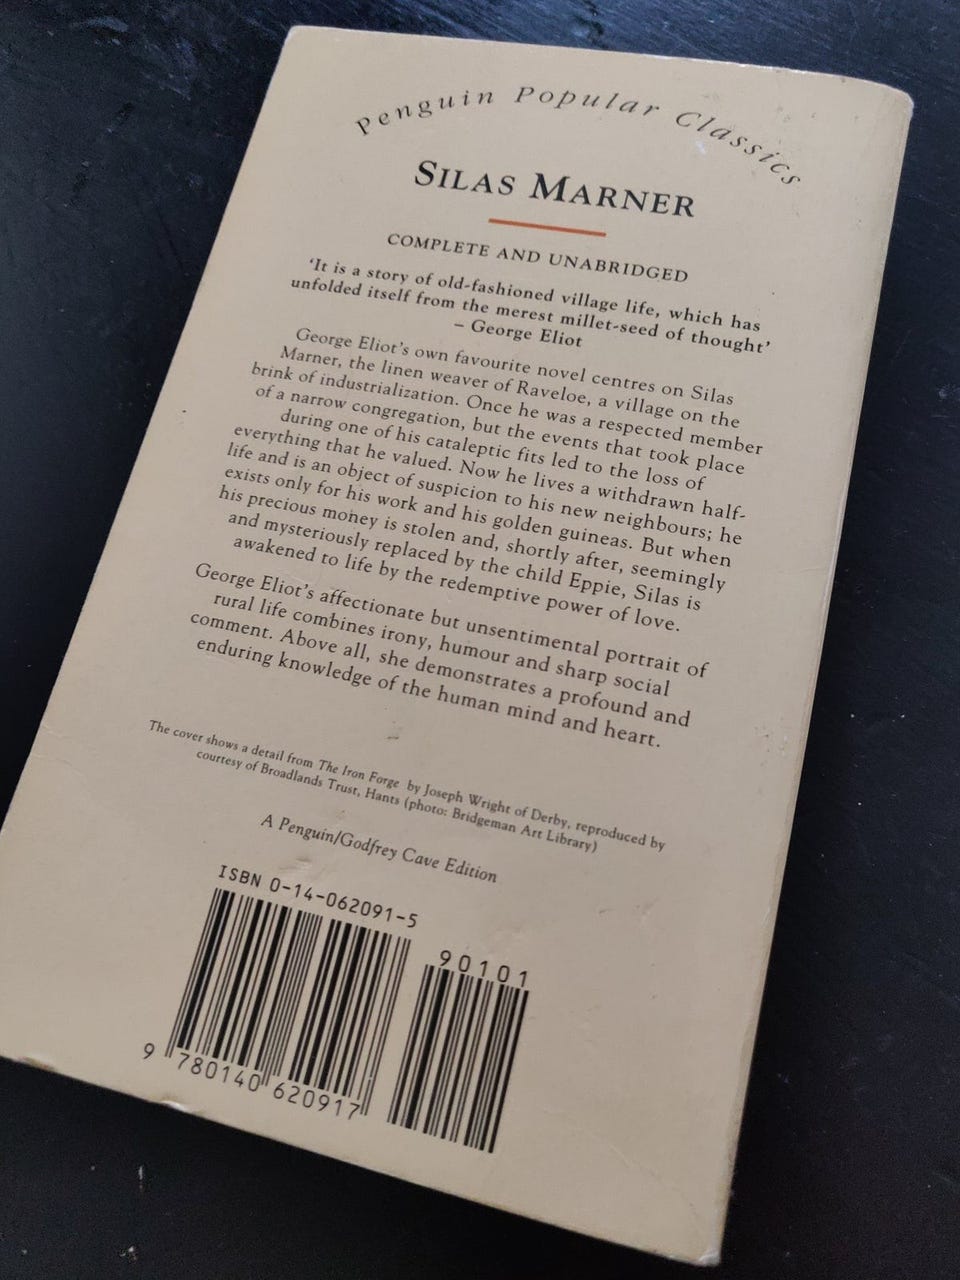 Penguin Popular Classics
SILAS MARNER
COMPLETE AND UNABRIDGED
‘It is a story of old-fashioned village life, which has
unfolded itself from the merest millet-seed of thought’
– George Eliot
George Eliot’s own favourite novel centres on Silas
Marner, the linen weaver of Raveloe, a village on the
brink of industrialization. Once he was a respected member
of a narrow congregation, but the events that took place
during one of his cataleptic fits led to the loss of
everything that he valued. Now he lives a withdrawn half-
life and is an object of suspicion to his new neighbours; he
exists only for his work and his golden guineas. But when
his precious money is stolen and, shortly after, seemingly
and mysteriously replaced by the child Eppie, Silas is
awakened to life by the redemptive power of love.
George Eliot’s affectionate but unsentimental portrait of
rural life combines irony, humour and sharp social
comment. Above all, she demonstrates a profound and
enduring knowledge of the human mind and heart.
The cover shows a detail from The Iron Forge by Joseph Wright of Derby, reproduced by
courtesy of Broadlands Trust, Hants (photo: Bridgeman Art Library)
A Penguin/Godfrey Cave Edition
ISBN 0-14-062091-5
90101
9 780140 620917